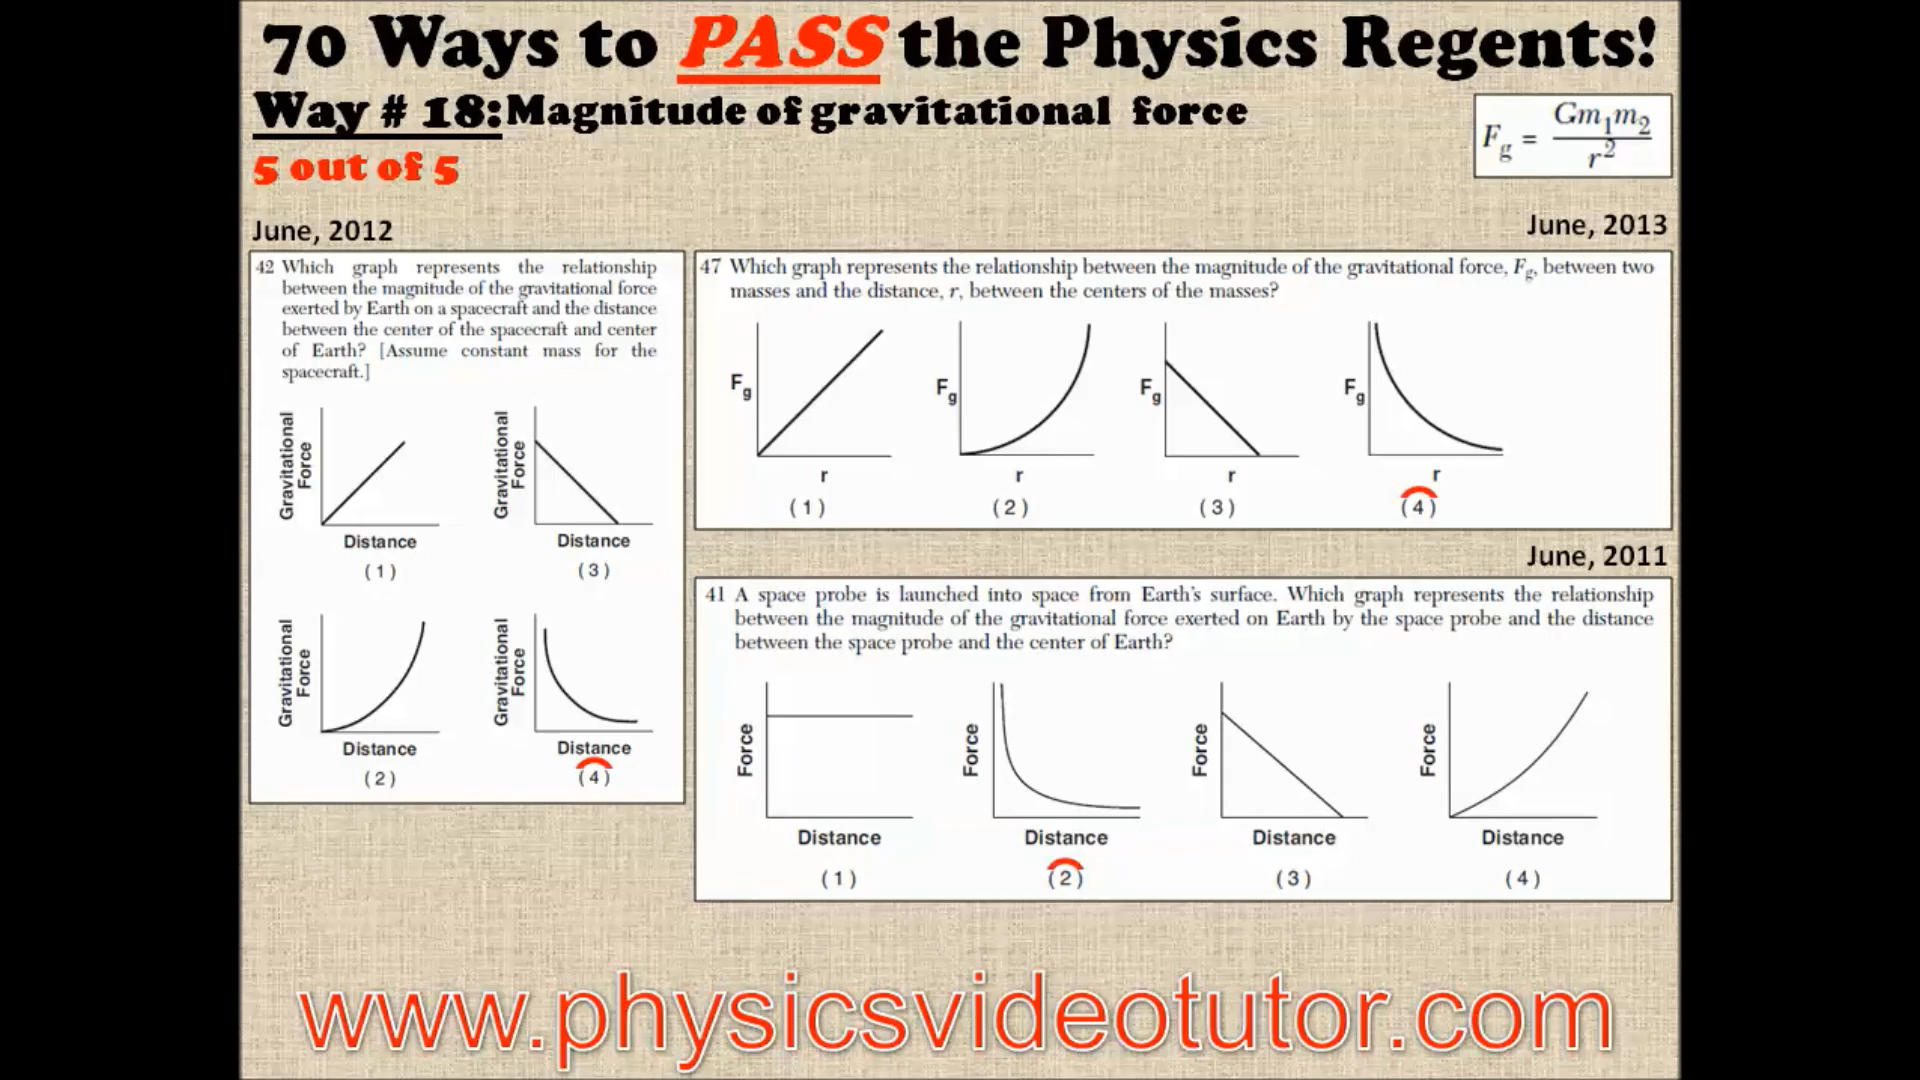 70 Ways to PASS the Physics Regents!
Way # 18:Magnitude of gravitational force
F_g = Gm_1m_2 / r^2
5 out of 5
June, 2012
42 Which graph represents the relationship
between the magnitude of the gravitational force
exerted by Earth on a spacecraft and the distance
between the center of the spacecraft and center
of Earth? [Assume constant mass for the
spacecraft.]
Gravitational
Force
Distance
(1)
Gravitational
Force
Distance
(3)
Gravitational
Force
Distance
(2)
Gravitational
Force
Distance
(4)
June, 2013
47 Which graph represents the relationship between the magnitude of the gravitational force, F_g, between two
masses and the distance, r, between the centers of the masses?
F_g
r
(1)
F_g
r
(2)
F_g
r
(3)
F_g
r
(4)
June, 2011
41 A space probe is launched into space from Earth's surface. Which graph represents the relationship
between the magnitude of the gravitational force exerted on Earth by the space probe and the distance
between the space probe and the center of Earth?
Force
Distance
(1)
Force
Distance
(2)
Force
Distance
(3)
Force
Distance
(4)
www.physicsvideotutor.com